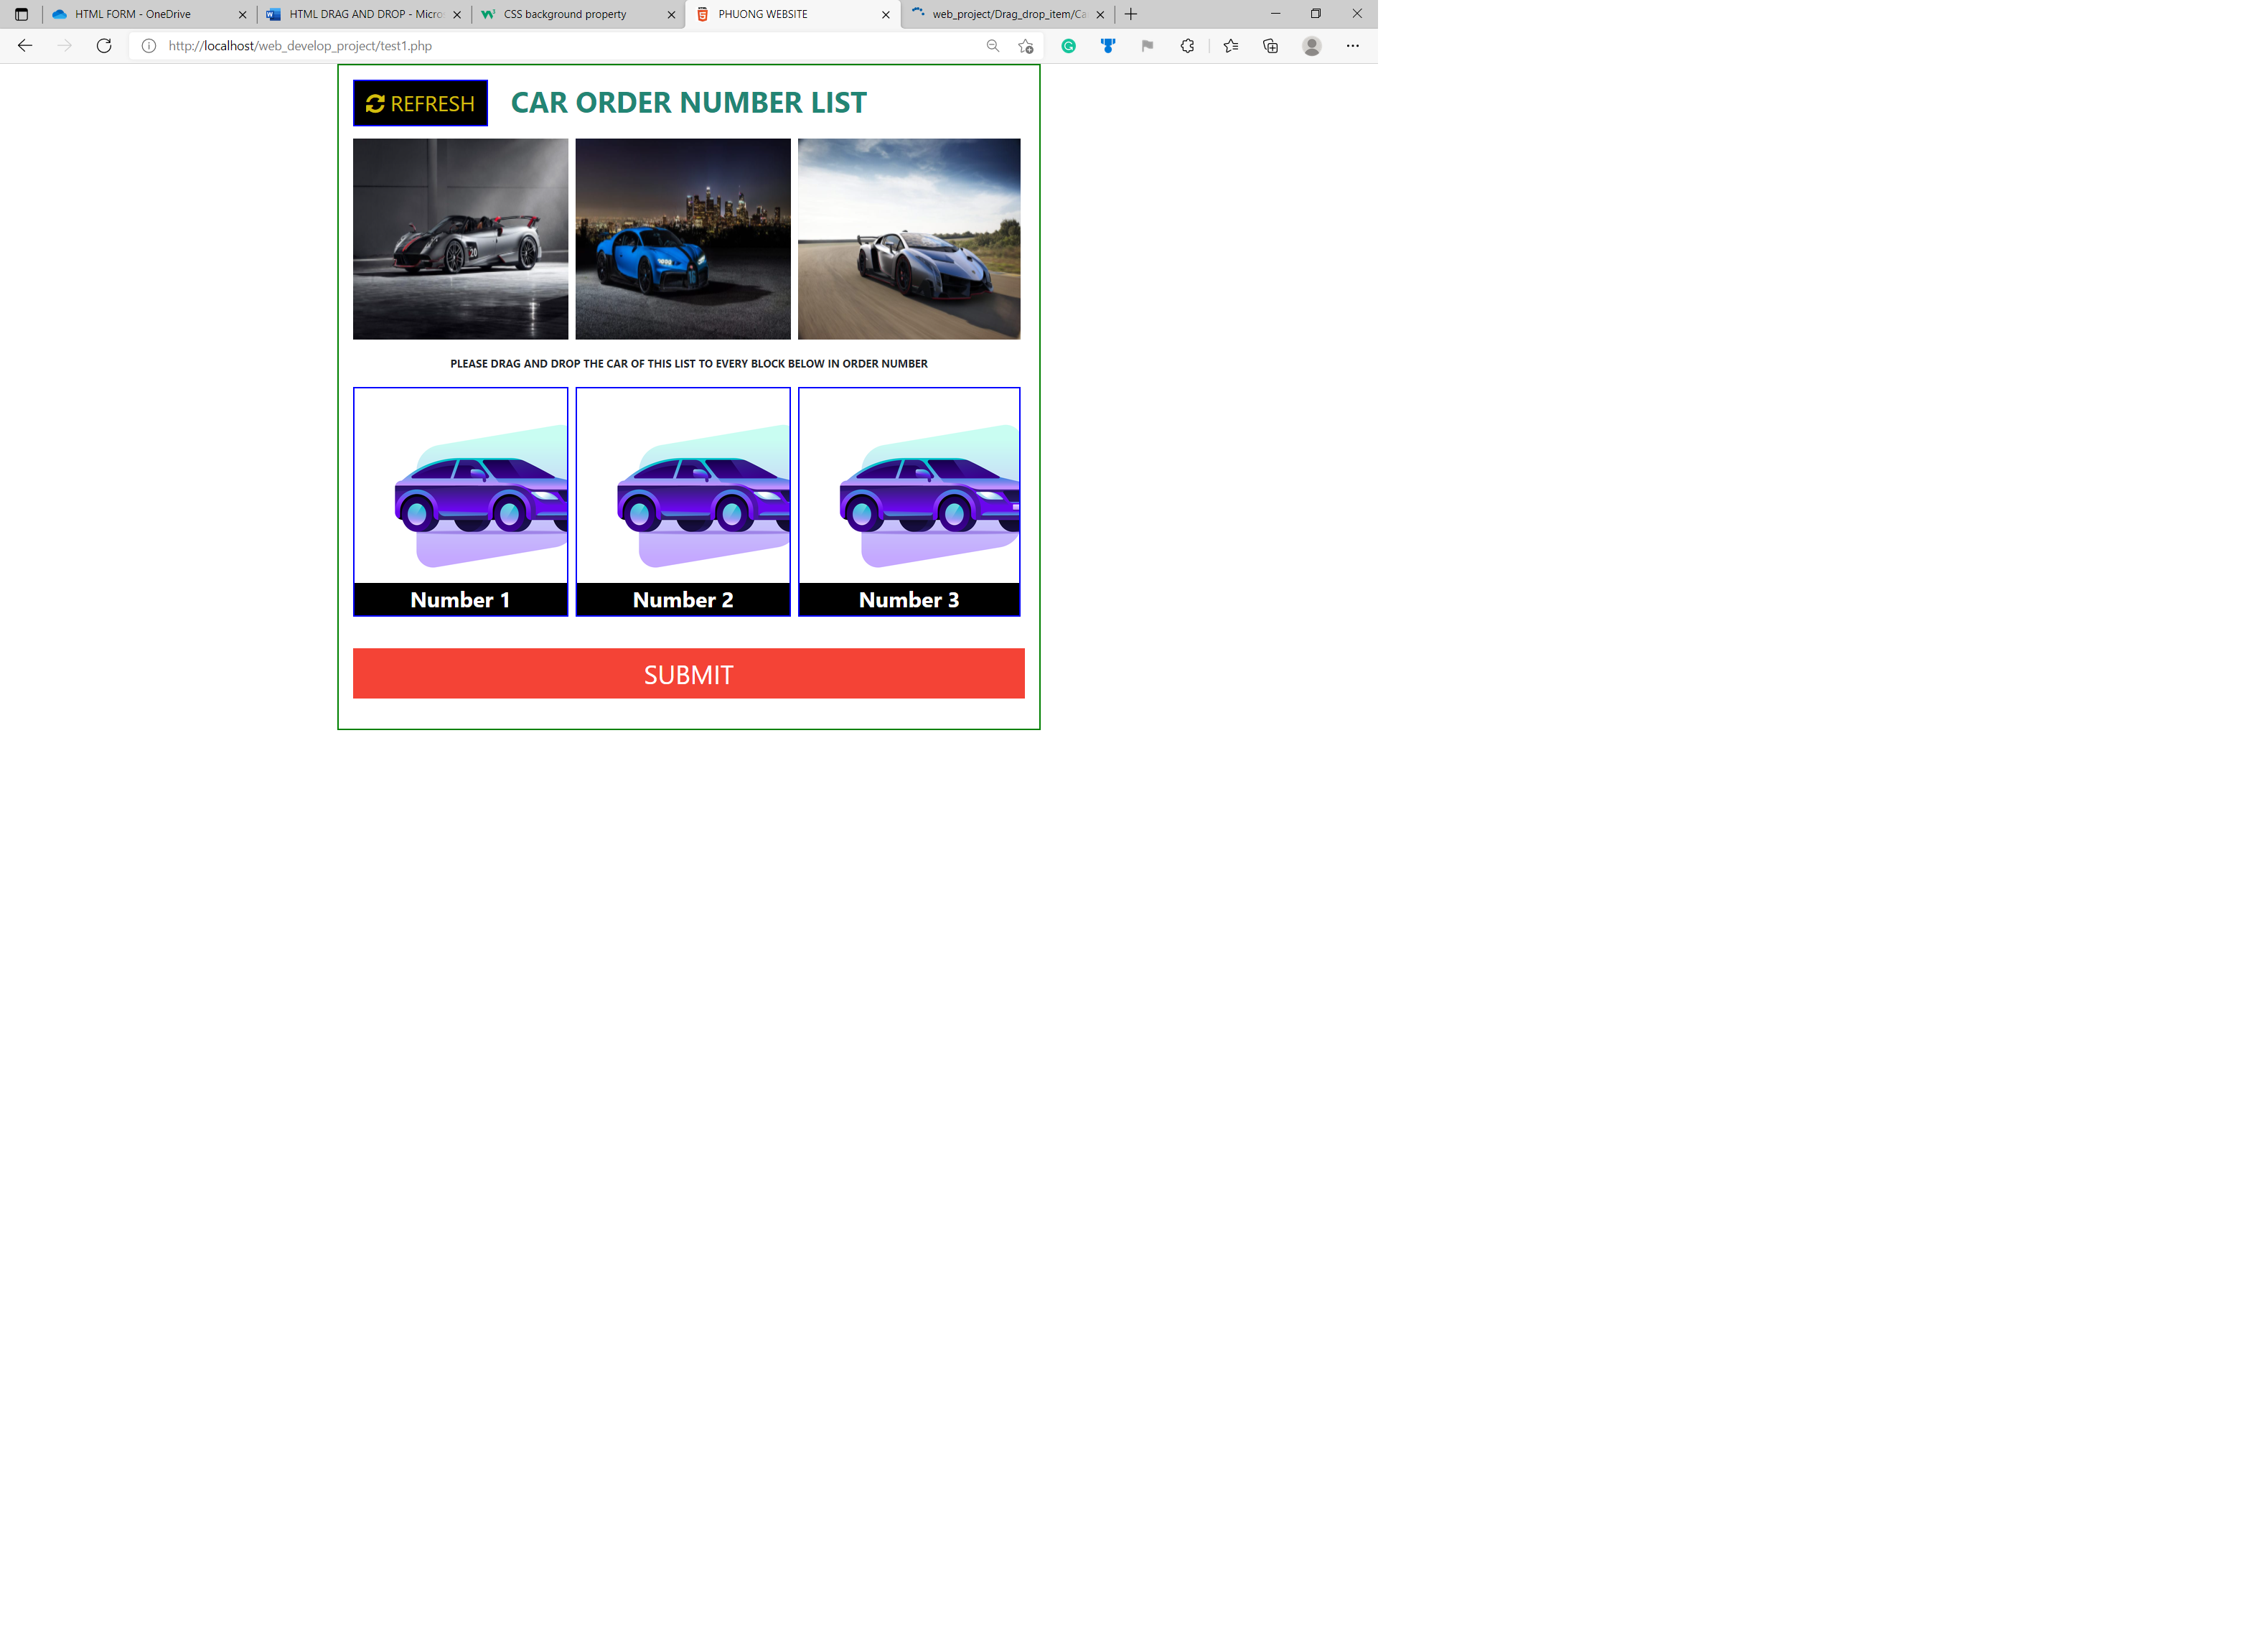 HTML FORM - OneDrive
HTML DRAG AND DROP - Micro
CSS background property
PHUONG WEBSITE
web_project/Drag_drop_item/Ca
http://localhost/web_develop_project/test1.php
REFRESH
CAR ORDER NUMBER LIST
20
PLEASE DRAG AND DROP THE CAR OF THIS LIST TO EVERY BLOCK BELOW IN ORDER NUMBER
Number 1
Number 2
Number 3
SUBMIT